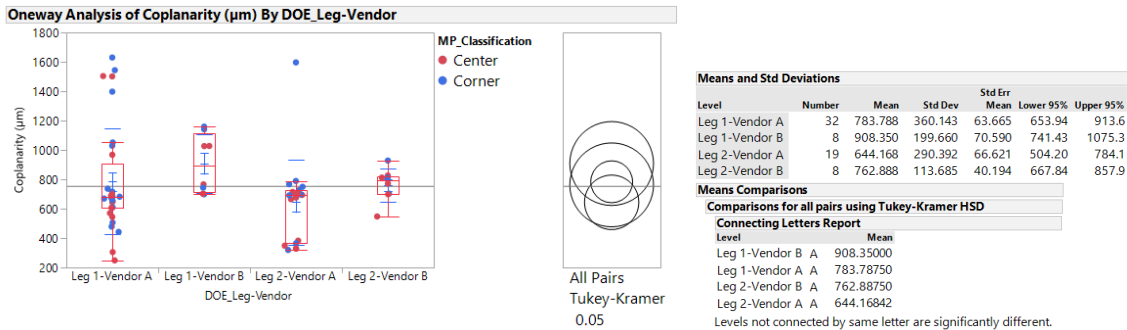 Oneway Analysis of Coplanarity (µm) By DOE_Leg-Vendor
1800
1600
1400
1200
1000
800
600
400
200
Coplanarity (µm)
Leg 1-Vendor A
Leg 1-Vendor B
Leg 2-Vendor A
Leg 2-Vendor B
DOE_Leg-Vendor
MP_Classification
Center
Corner
All Pairs
Tukey-Kramer
0.05
Means and Std Deviations
Std Err
Level Number Mean Std Dev Mean Lower 95% Upper 95%
Leg 1-Vendor A 32 783.788 360.143 63.665 653.94 913.6
Leg 1-Vendor B 8 908.350 199.660 70.590 741.43 1075.3
Leg 2-Vendor A 19 644.168 290.392 66.621 504.20 784.1
Leg 2-Vendor B 8 762.888 113.685 40.194 667.84 857.9
Means Comparisons
Comparisons for all pairs using Tukey-Kramer HSD
Connecting Letters Report
Level Mean
Leg 1-Vendor B A 908.35000
Leg 1-Vendor A A 783.78750
Leg 2-Vendor B A 762.88750
Leg 2-Vendor A A 644.16842
Levels not connected by same letter are significantly different.